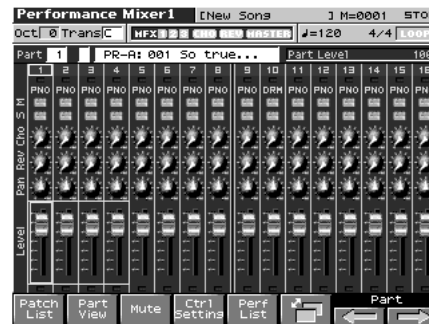 Performance Mixer1 [New Song ] M=0001 STO
Oct 0 Trans C MFX 1 2 3 CHO REV MASTER ♩=120 4/4 LOOP
Part 1 PR-A: 001 So true... Part Level 100
1 2 3 4 5 6 7 8 9 10 11 12 13 14 15 16
PNO PNO PNO PNO PNO PNO PNO PNO PNO DRM PNO PNO PNO PNO PNO PN
M
S
Cho
Rev
Pan
Level
Patch List Part View Mute Ctrl Setting Perf List Part